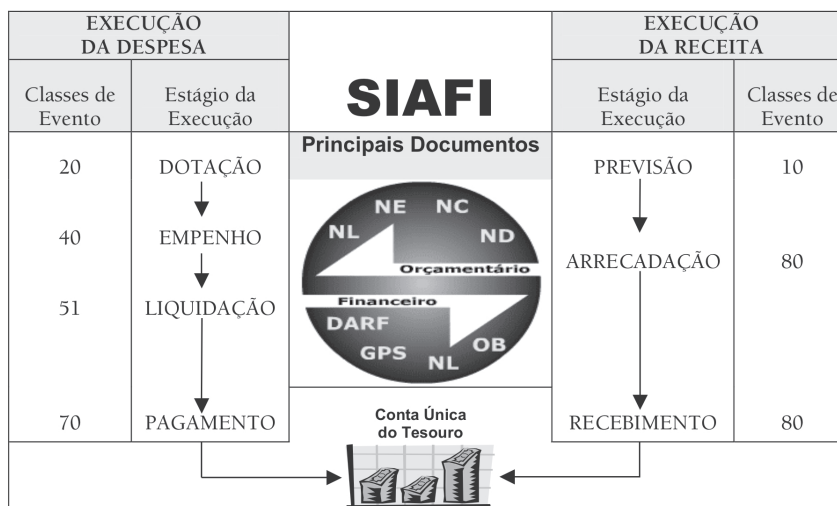 EXECUÇÃO
DA DESPESA
Classes de
Evento
Estágio da
Execução
20
DOTAÇÃO
40
EMPENHO
51
LIQUIDAÇÃO
70
PAGAMENTO
SIAFI
Principais Documentos
NE NC
NL ND
Orçamentário
Financeiro
DARF
GPS NL OB
Conta Única
do Tesouro
EXECUÇÃO
DA RECEITA
Estágio da
Execução
Classes de
Evento
PREVISÃO
10
ARRECADAÇÃO
80
RECEBIMENTO
80